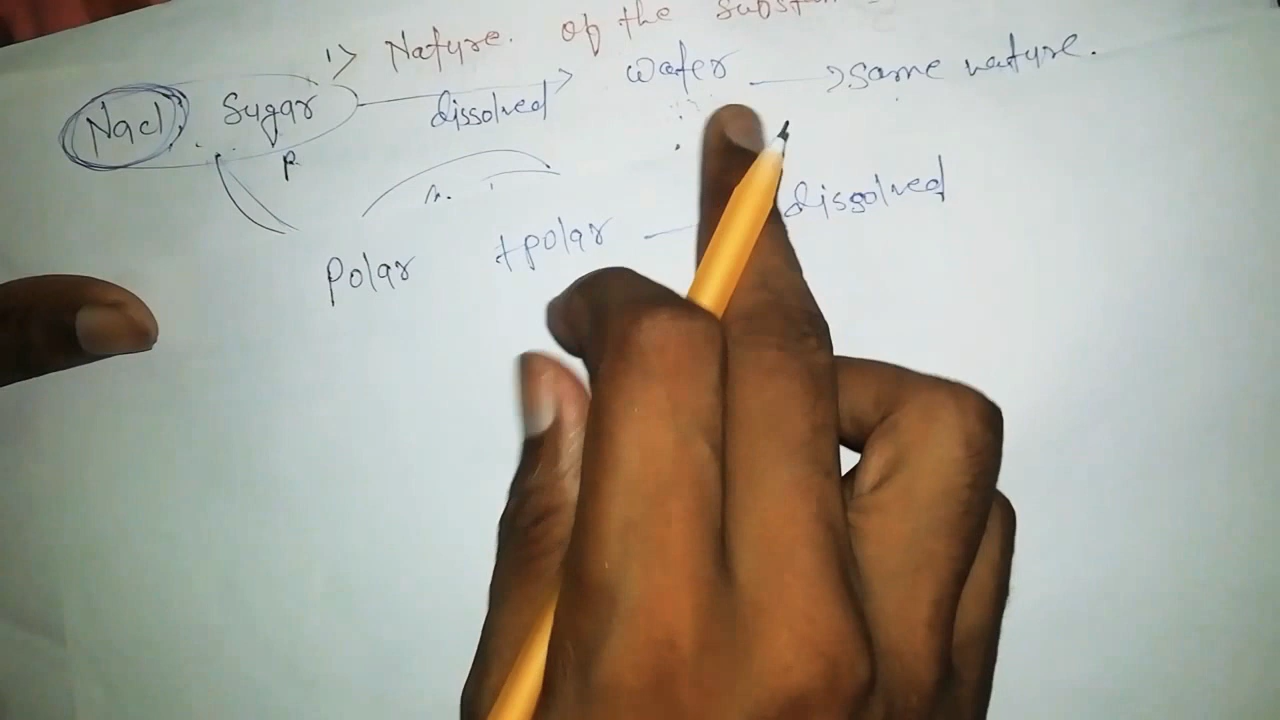 1> Nature. of the
Nacl, Sugar dissolved water same nature.
P.
Polar +polar dissolved